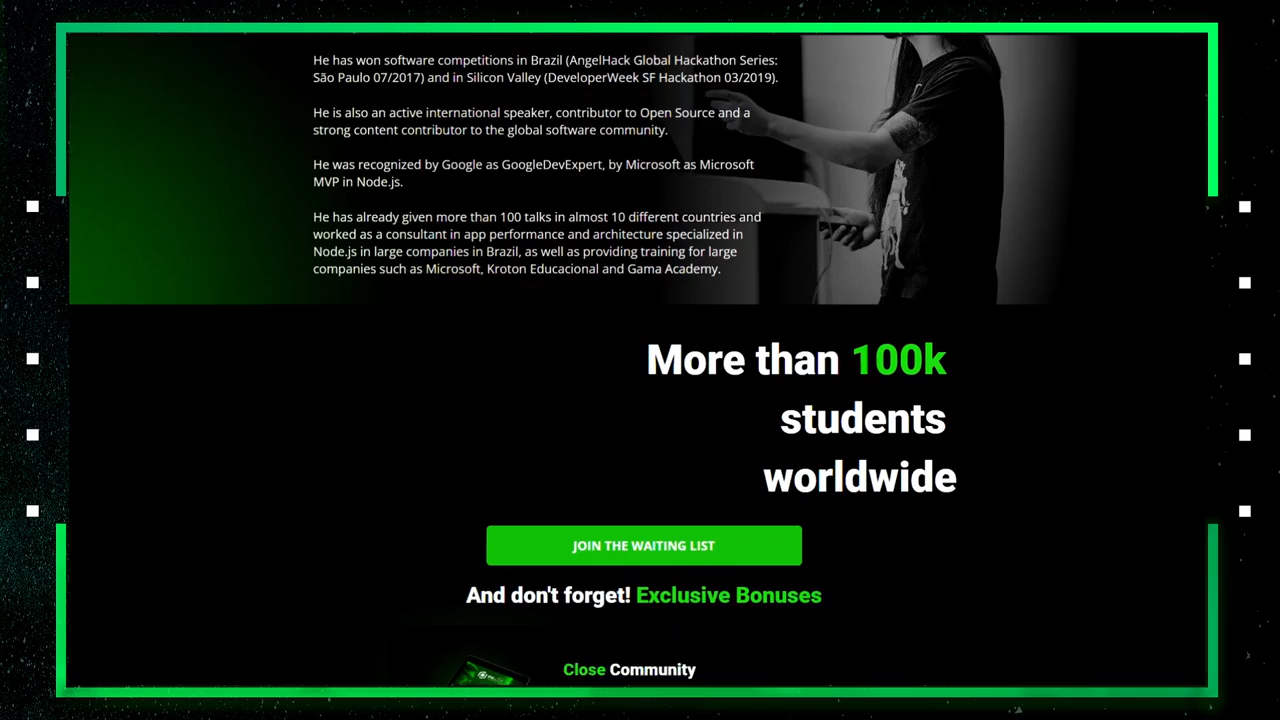 He has won software competitions in Brazil (AngelHack Global Hackathon Series:
São Paulo 07/2017) and in Silicon Valley (DeveloperWeek SF Hackathon 03/2019).
He is also an active international speaker, contributor to Open Source and a
strong content contributor to the global software community.
He was recognized by Google as GoogleDevExpert, by Microsoft as Microsoft
MVP in Node.js.
He has already given more than 100 talks in almost 10 different countries and
worked as a consultant in app performance and architecture specialized in
Node.js in large companies in Brazil, as well as providing training for large
companies such as Microsoft, Kroton Educacional and Gama Academy.
More than 100k
students
worldwide
JOIN THE WAITING LIST
And don't forget! Exclusive Bonuses
Close Community